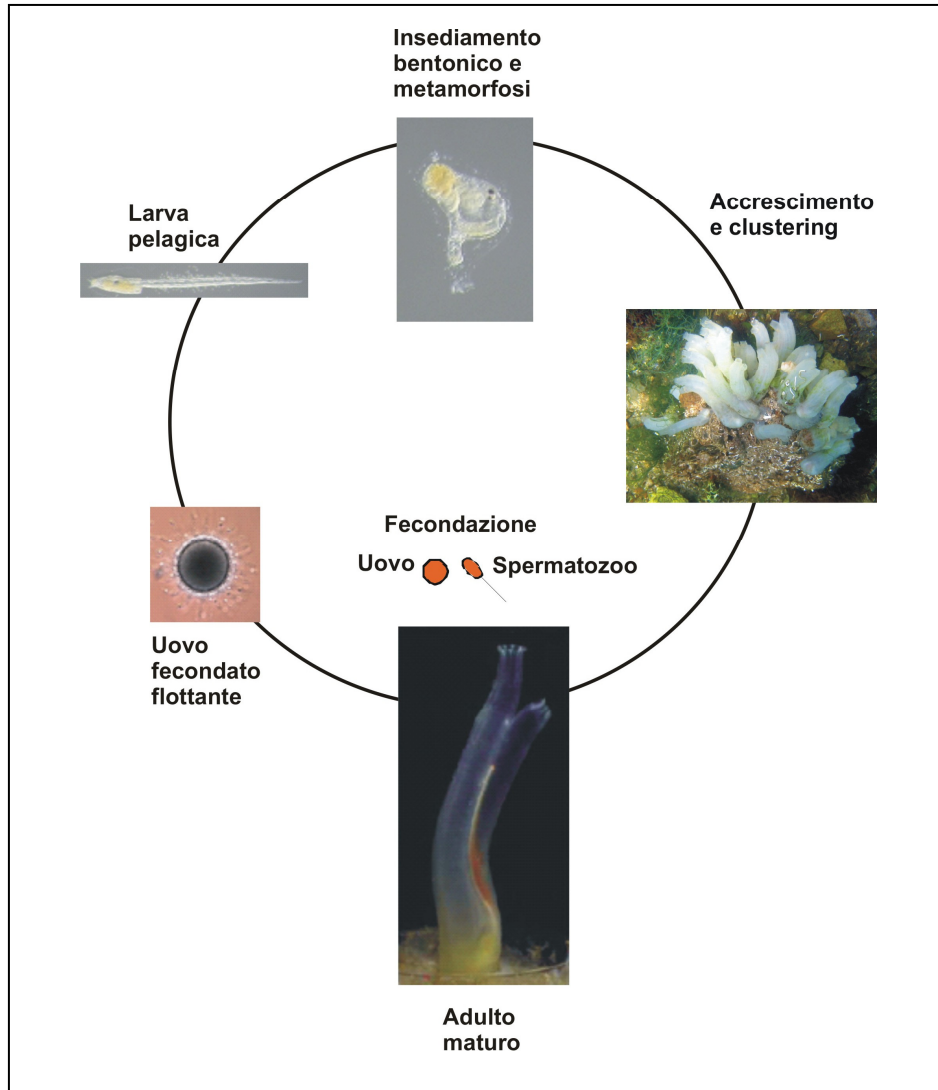 Insediamento
bentonico e
metamorfosi
Accrescimento
e clustering
Larva
pelagica
Fecondazione
Uovo
Spermatozoo
Uovo
fecondato
flottante
Adulto
maturo